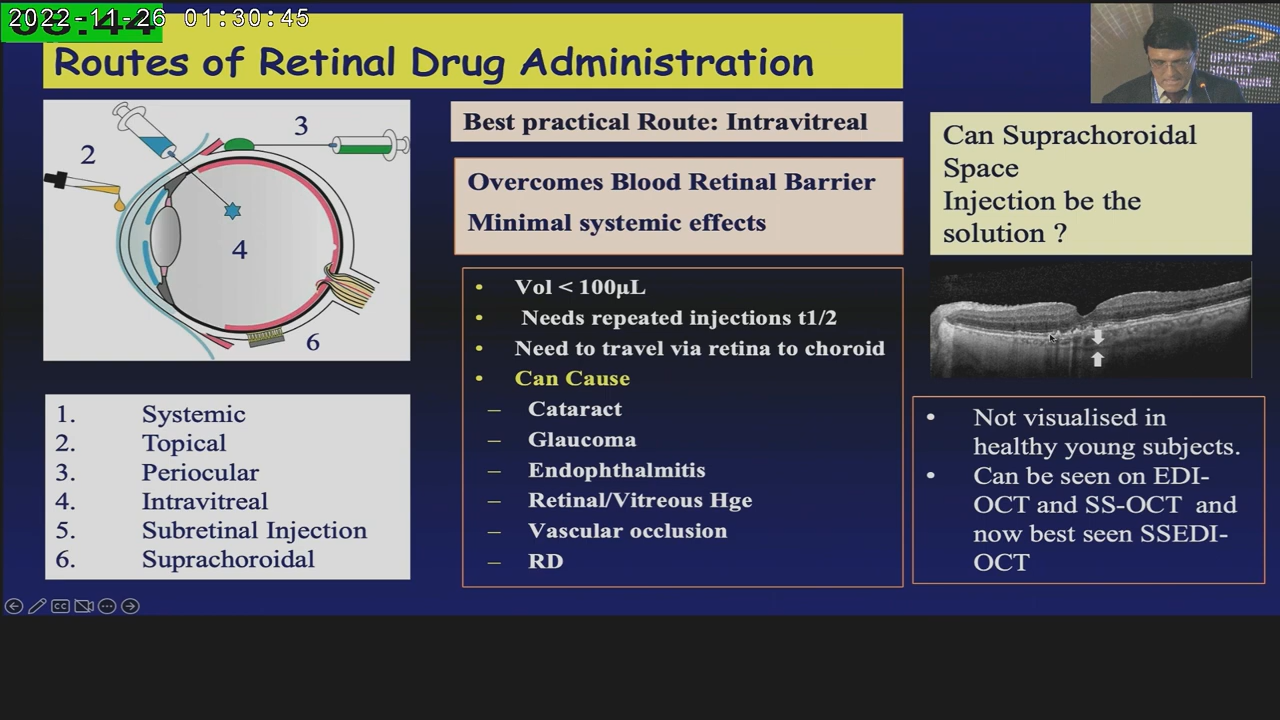 2022-11-26 01:30:45
Routes of Retinal Drug Administration
2
3
4
6
1. Systemic
2. Topical
3. Periocular
4. Intravitreal
5. Subretinal Injection
6. Suprachoroidal
Best practical Route: Intravitreal
Overcomes Blood Retinal Barrier
Minimal systemic effects
• Vol < 100µL
• Needs repeated injections t1/2
• Need to travel via retina to choroid
• Can Cause
– Cataract
– Glaucoma
– Endophthalmitis
– Retinal/Vitreous Hge
– Vascular occlusion
– RD
Can Suprachoroidal
Space
Injection be the
solution ?
• Not visualised in
healthy young subjects.
• Can be seen on EDI-
OCT and SS-OCT and
now best seen SSEDI-
OCT
CC